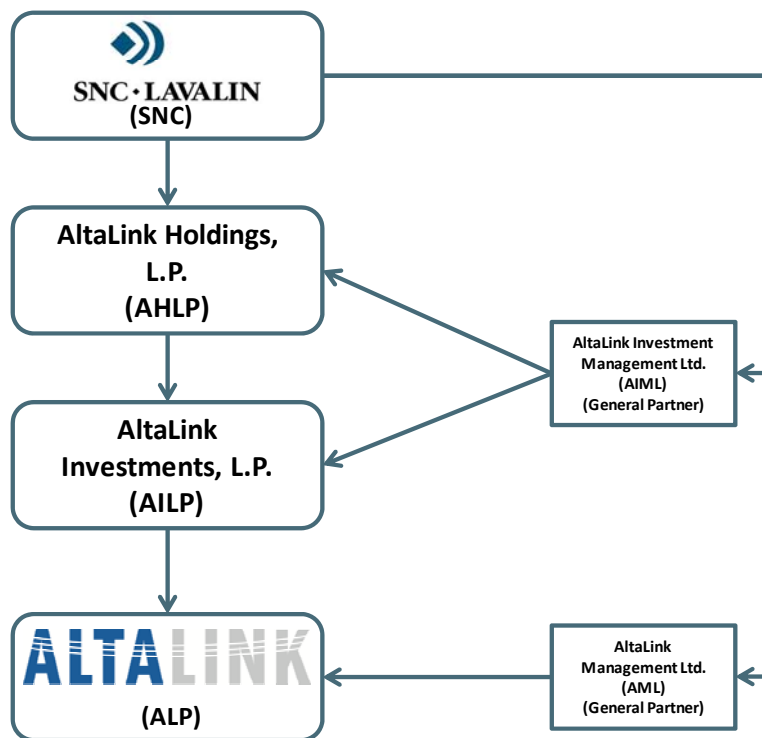 SNC·LAVALIN
(SNC)
AltaLink Holdings,
L.P.
(AHLP)
AltaLink Investment
Management Ltd.
(AIML)
(General Partner)
AltaLink
Investments, L.P.
(AILP)
ALTALINK
(ALP)
AltaLink
Management Ltd.
(AML)
(General Partner)